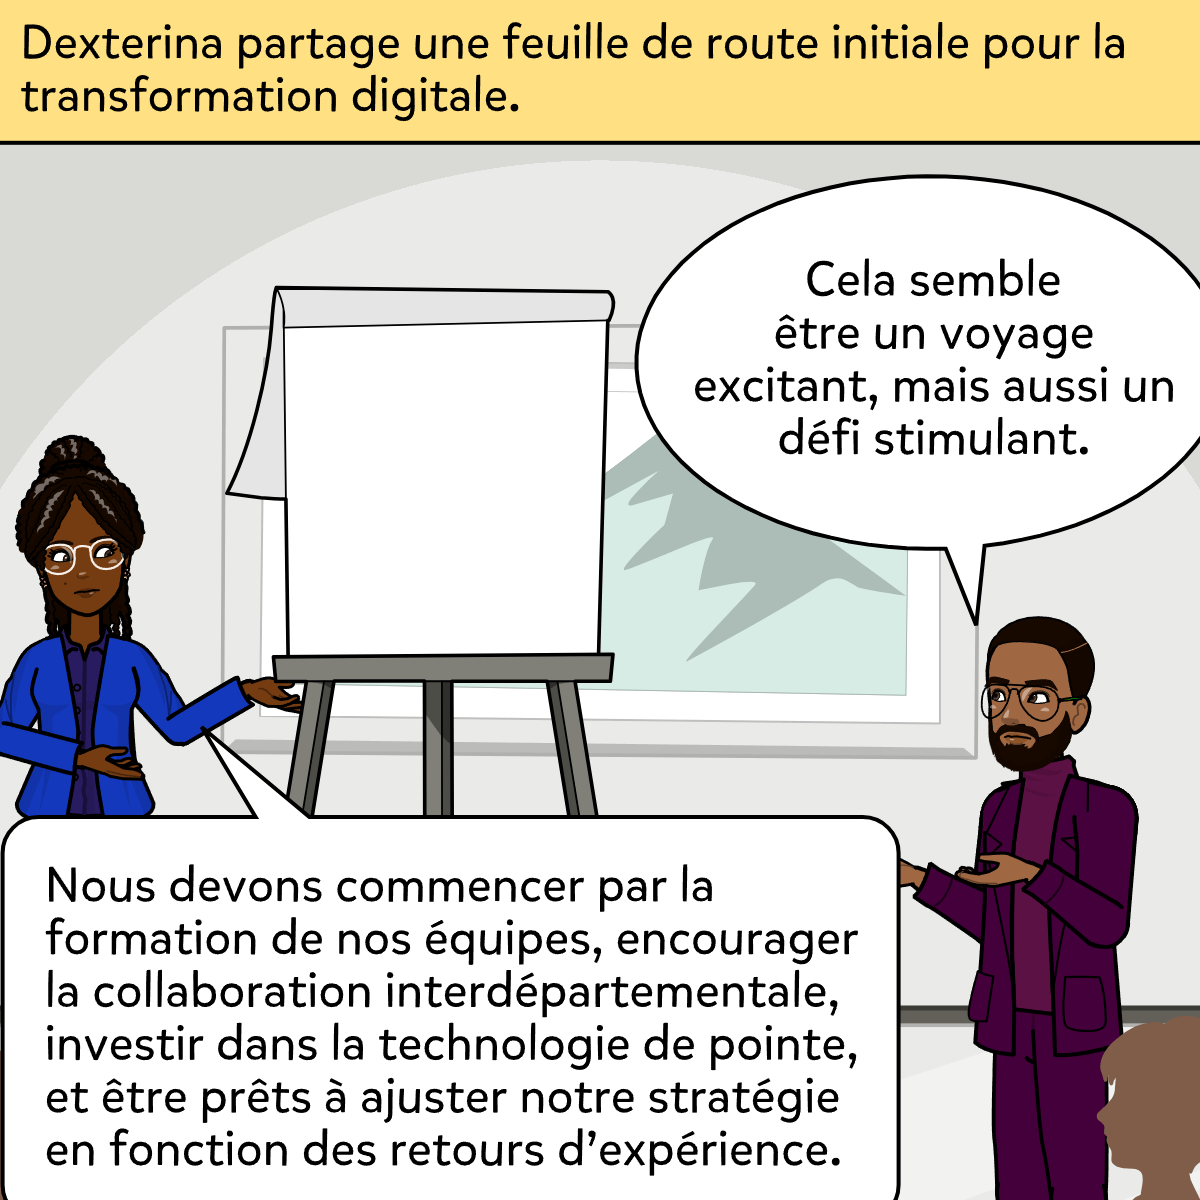 Dexterina partage une feuille de route initiale pour la
transformation digitale.
Cela semble
être un voyage
excitant, mais aussi un
défi stimulant.
Nous devons commencer par la
formation de nos équipes, encourager
la collaboration interdépartementale,
investir dans la technologie de pointe,
et être prêts à ajuster notre stratégie
en fonction des retours d’expérience.